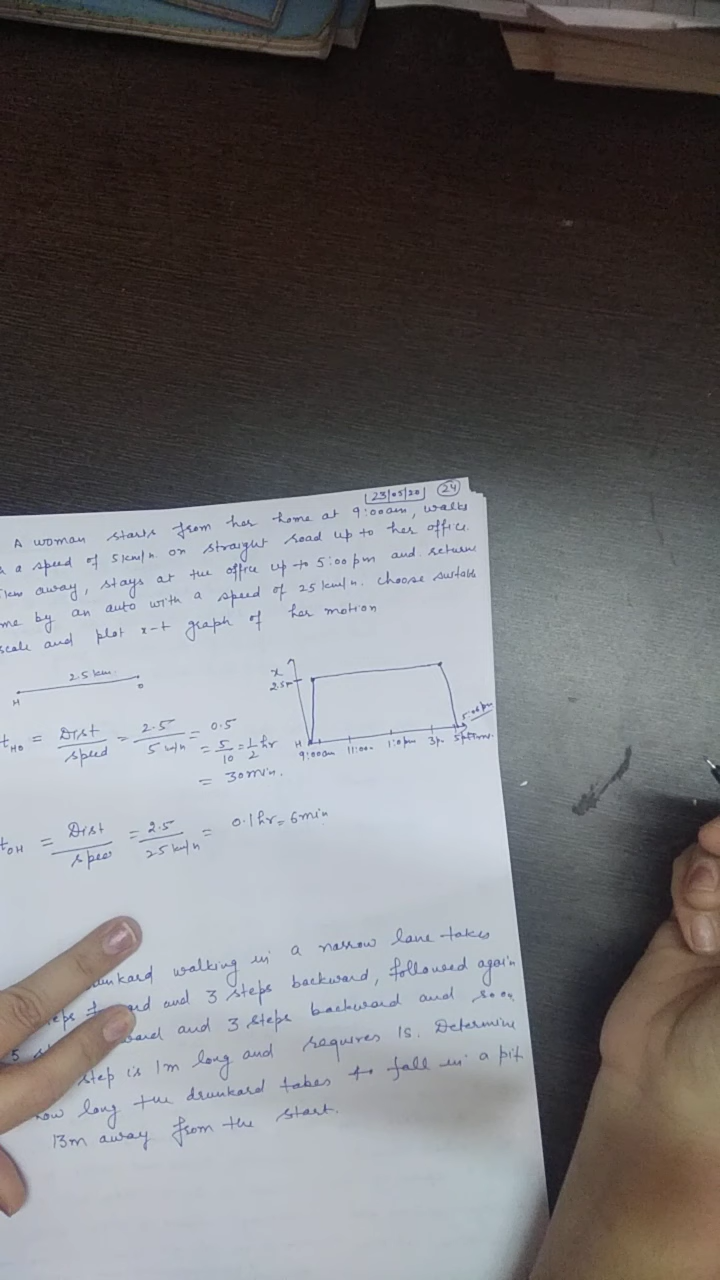 23/05/20 24
A woman starts from her home at 9:00am, walks
a speed of 5km/h on straight road up to her office
away, stays at the office up to 5:00 pm and return
by an auto with a speed of 25 km/h. choose suitable
scale and plot x-t graph of her motion
2.5 km
H O
x
2.5
H
9:00am 11:00 1:0pm 3p.
tHO = Dist/speed = 2.5/5 km/h = 0.5
= 5/10 = 1/2 hr
= 30min.
tOH = Dist/spee = 2.5/25 km/h = 0.1hr = 6min
walking in a narrow lane takes
and 3 steps backward, followed again
5 and 3 steps backward and so on
step is 1m long and requires 1s. Determine
how long the drunkard takes to fall in a pit
13m away from the start.